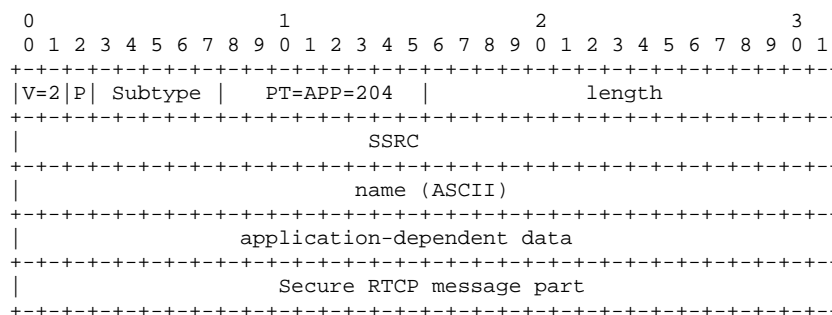 0                   1                   2                   3
 0 1 2 3 4 5 6 7 8 9 0 1 2 3 4 5 6 7 8 9 0 1 2 3 4 5 6 7 8 9 0 1
+-+-+-+-+-+-+-+-+-+-+-+-+-+-+-+-+-+-+-+-+-+-+-+-+-+-+-+-+-+-+-+-
|V=2|P| Subtype |   PT=APP=204  |            length
+-+-+-+-+-+-+-+-+-+-+-+-+-+-+-+-+-+-+-+-+-+-+-+-+-+-+-+-+-+-+-+-
|                           SSRC
+-+-+-+-+-+-+-+-+-+-+-+-+-+-+-+-+-+-+-+-+-+-+-+-+-+-+-+-+-+-+-+-
|                          name (ASCII)
+-+-+-+-+-+-+-+-+-+-+-+-+-+-+-+-+-+-+-+-+-+-+-+-+-+-+-+-+-+-+-+-
|                 application-dependent data
+-+-+-+-+-+-+-+-+-+-+-+-+-+-+-+-+-+-+-+-+-+-+-+-+-+-+-+-+-+-+-+-
|                    Secure RTCP message part
+-+-+-+-+-+-+-+-+-+-+-+-+-+-+-+-+-+-+-+-+-+-+-+-+-+-+-+-+-+-+-+-